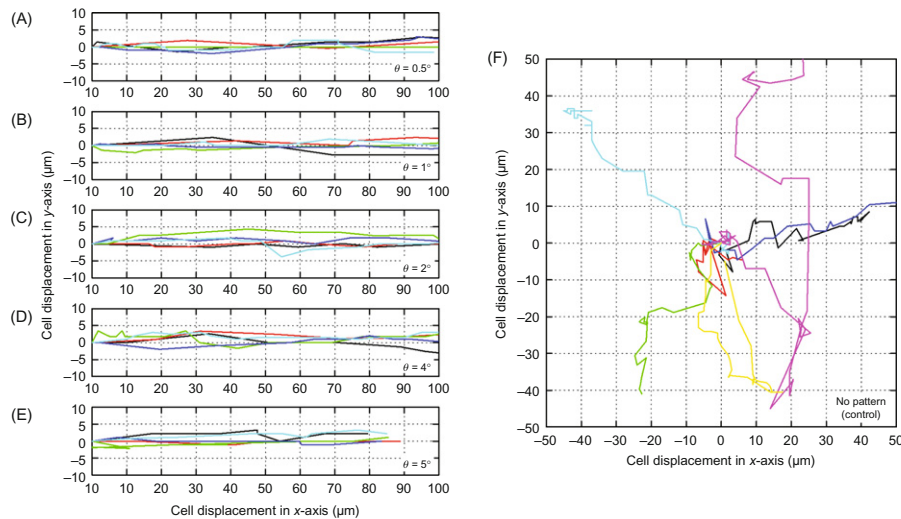 (A)
10
5
0
–5
–10
θ = 0.5°
10 10 20 30 40 50 60 70 80 90 100
(B)
10
5
0
–5
–10
θ = 1°
10 10 20 30 40 50 60 70 80 90 100
(C)
10
5
0
–5
–10
θ = 2°
10 10 20 30 40 50 60 70 80 90 100
(D)
10
5
0
–5
–10
θ = 4°
10 10 20 30 40 50 60 70 80 90 100
(E)
10
5
0
–5
–10
θ = 5°
10 10 20 30 40 50 60 70 80 90 100
Cell displacement in y-axis (μm)
Cell displacement in x-axis (μm)
(F)
50
40
30
20
10
0
–10
–20
–30
–40
–50
No pattern
(control)
–50 –40 –30 –20 –10 0 10 20 30 40 50
Cell displacement in y-axis (μm)
Cell displacement in x-axis (μm)